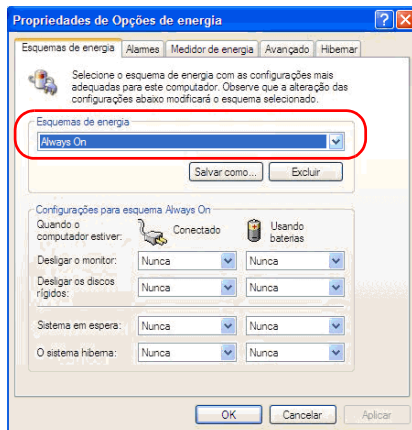 Propriedades de Opções de energia
Esquemas de energia Alarmes Medidor de energia Avançado Hibernar
Selecione o esquema de energia com as configurações mais
adequadas para este computador. Observe que a alteração das
configurações abaixo modificará o esquema selecionado.
Esquemas de energia
Always On
Salvar como... Excluir
Configurações para esquema Always On
Quando o
computador estiver:
Conectado
Usando
baterias
Desligar o monitor: Nunca Nunca
Desligar os discos
rígidos: Nunca Nunca
Sistema em espera: Nunca Nunca
O sistema hiberna: Nunca Nunca
OK Cancelar Aplicar